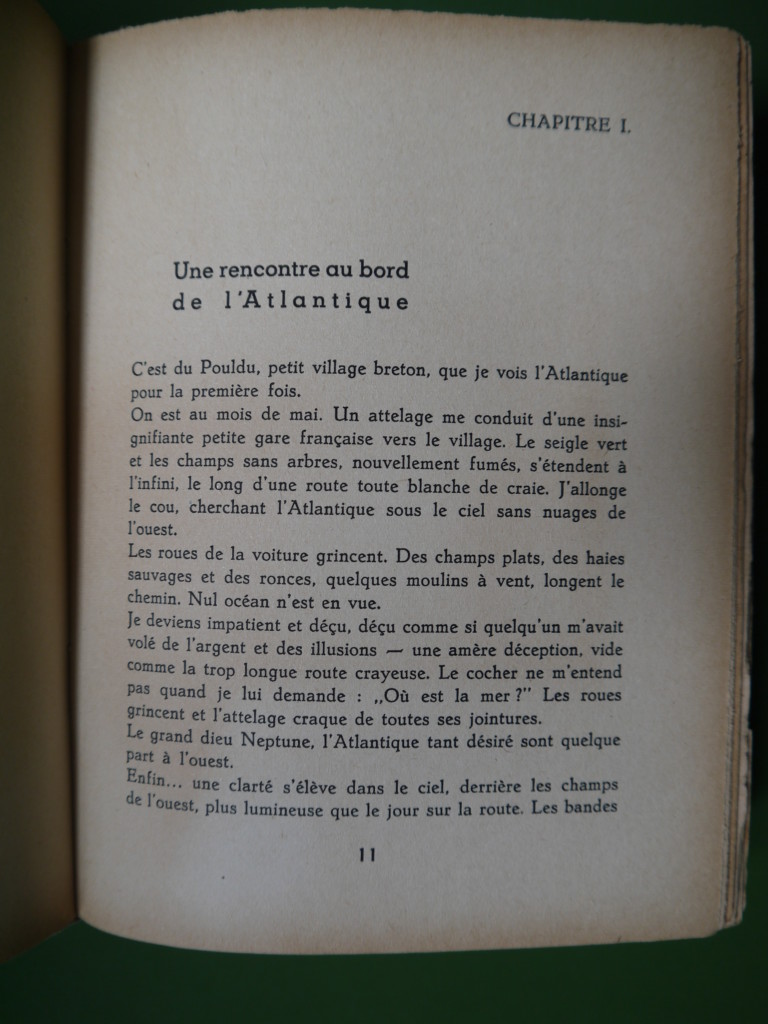 CHAPITRE I.
Une rencontre au bord
de l'Atlantique
C'est du Pouldu, petit village breton, que je vois l'Atlantique
pour la première fois.
On est au mois de mai. Un attelage me conduit d'une insi-
gnifiante petite gare française vers le village. Le seigle vert
et les champs sans arbres, nouvellement fumés, s'étendent à
l'infini, le long d'une route toute blanche de craie. J'allonge
le cou, cherchant l'Atlantique sous le ciel sans nuages de
l'ouest.
Les roues de la voiture grincent. Des champs plats, des haies
sauvages et des ronces, quelques moulins à vent, longent le
chemin. Nul océan n'est en vue.
Je deviens impatient et déçu, déçu comme si quelqu'un m'avait
volé de l'argent et des illusions — une amère déception, vide
comme la trop longue route crayeuse. Le cocher ne m'entend
pas quand je lui demande : „Où est la mer ?" Les roues
grincent et l'attelage craque de toutes ses jointures.
Le grand dieu Neptune, l'Atlantique tant désiré sont quelque
part à l'ouest.
Enfin... une clarté s'élève dans le ciel, derrière les champs
de l'ouest, plus lumineuse que le jour sur la route. Les bandes
11